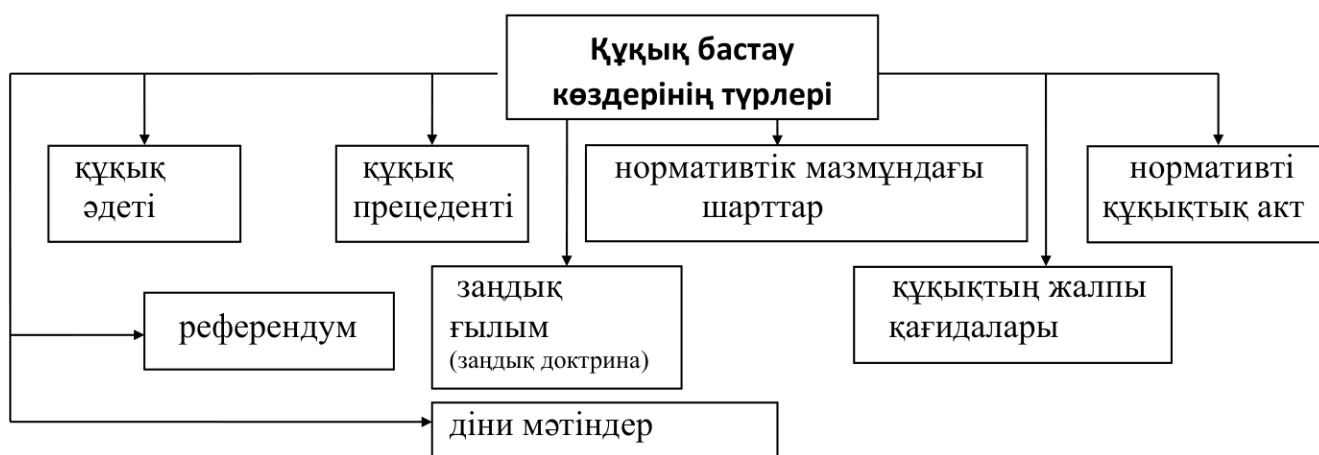 Құқық бастау
көздерінің түрлері
құқық
әдеті
құқық
прецеденті
нормативтік мазмұндағы
шарттар
нормативті
құқықтық акт
референдум
заңдық
ғылым
(заңдық доктрина)
құқықтың жалпы
қағидалары
діни мәтіндер